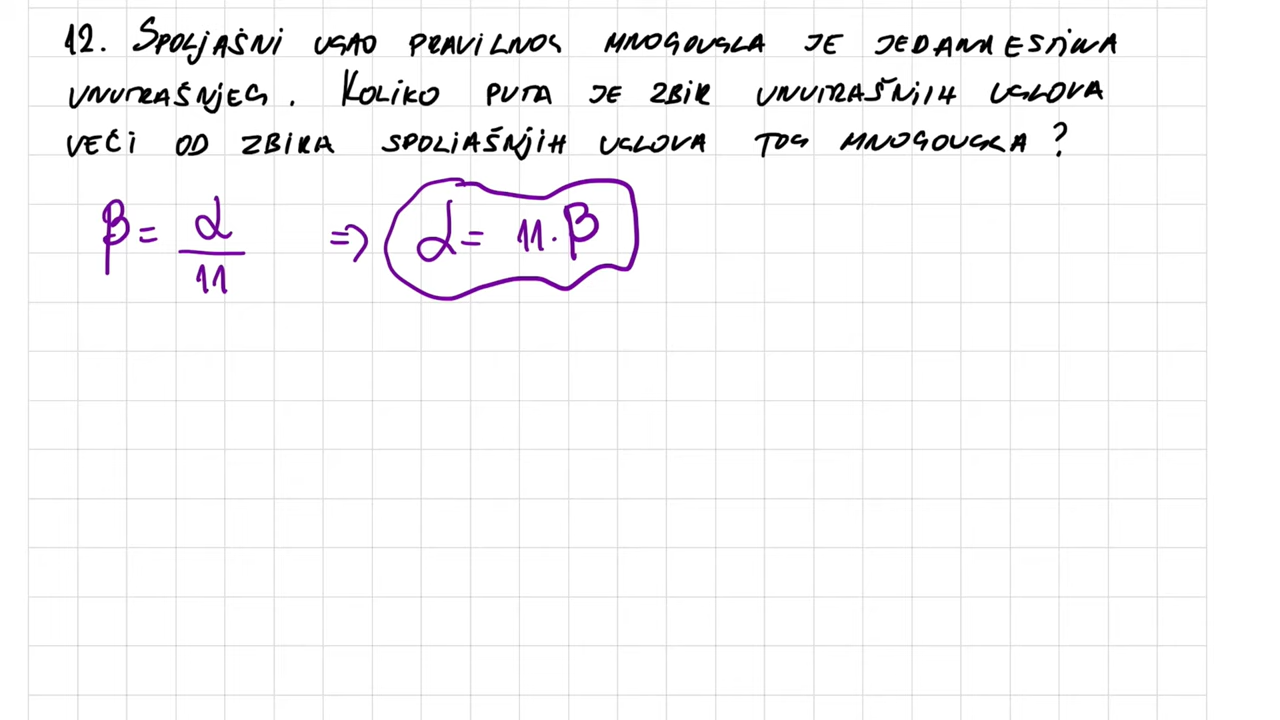 12. SPOLJAŠNI UGAO PRAVILNOG MNOGOUGLA JE JEDANAESTINA
UNUTRAŠNJEG. KOLIKO PUTA JE ZBIR UNUTRAŠNJIH UGLOVA
VEĆI OD ZBIRA SPOLJAŠNJIH UGLOVA TOG MNOGOUGLA?
β = α/11 => α = 11·β